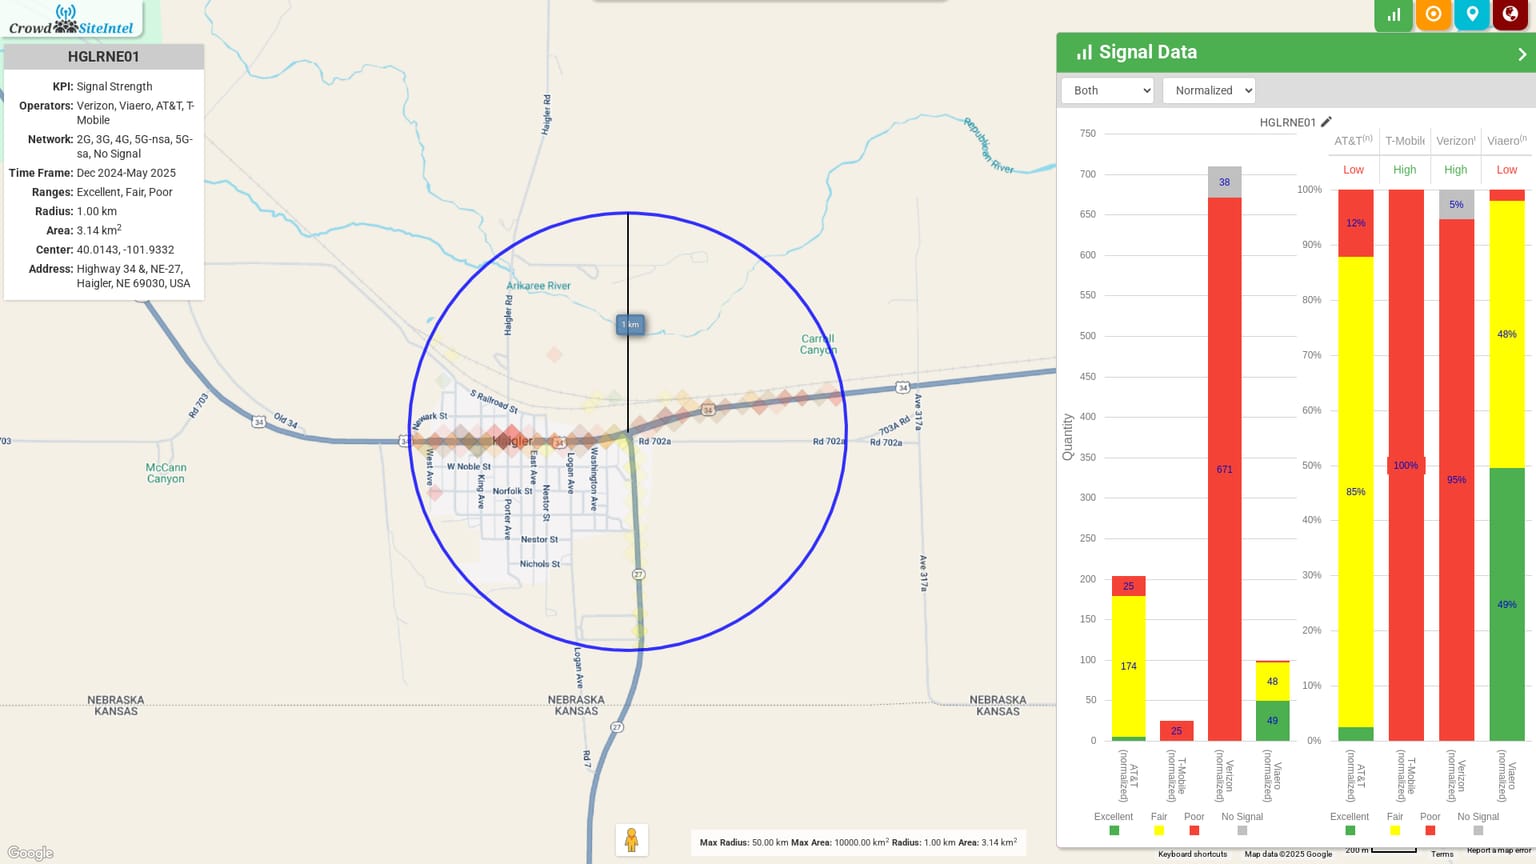 Crowd SiteIntel
HGLRNE01
KPI: Signal Strength
Operators: Verizon, Viaero, AT&T, T-
Mobile
Network: 2G, 3G, 4G, 5G-nsa, 5G-
sa, No Signal
Time Frame: Dec 2024-May 2025
Ranges: Excellent, Fair, Poor
Radius: 1.00 km
Area: 3.14 km2
Center: 40.0143, -101.9332
Address: Highway 34 &, NE-27,
Haigler, NE 69030, USA
Haigler Rd
Republican River
Arikaree River
Haigler Rd
1 km
Carroll
Canyon
S Railroad St
Newark St
34
34
Ave 317a
Rd 703
Old 34
34
703A Rd
703
34
Haigler
34
Rd 702a
Rd 702a
Rd 702a
West Ave
W Noble St
East Ave
Logan Ave
Washington Ave
McCann
Canyon
King Ave
Norfolk St
Nestor St
Porter Ave
Nestor St
Nichols St
27
Ave 317a
Logan Ave
NEBRASKA
KANSAS
NEBRASKA
KANSAS
NEBRASKA
KANSAS
27
Rd 7
Google
Max Radius: 50.00 km Max Area: 10000.00 km2 Radius: 1.00 km Area: 3.14 km2
Signal Data
Both
Normalized
HGLRNE01
750
700
650
600
550
500
450
400
350
300
250
200
150
100
50
0
Quantity
25
174
25
38
671
48
49
AT&T
(normalized)
T-Mobile
(normalized)
Verizon
(normalized)
Viaero
(normalized)
Excellent
Fair
Poor
No Signal
AT&T(n)
T-Mobile
Verizon
Viaero(n
Low
High
High
Low
100%
90%
80%
70%
60%
50%
40%
30%
20%
10%
0%
12%
85%
100%
5%
95%
48%
49%
AT&T
(normalized)
T-Mobile
(normalized)
Verizon
(normalized)
Viaero
(normalized)
Excellent
Fair
Poor
No Signal
Keyboard shortcuts
Map data ©2025 Google
200 m
Terms
Report a map error